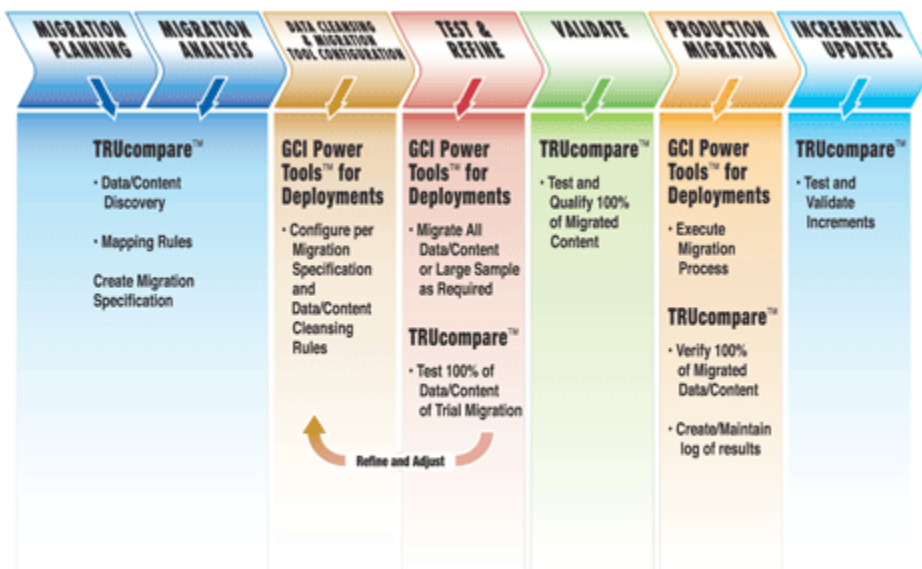 MIGRATION
PLANNING
MIGRATION
ANALYSIS
DATA CLEANSING
& MIGRATION
TOOL CONFIGURATION
TEST &
REFINE
VALIDATE
PRODUCTION
MIGRATION
INCREMENTAL
UPDATES
TRUcompare™
• Data/Content
Discovery
• Mapping Rules
Create Migration
Specification
GCI Power
Tools™ for
Deployments
• Configure per
Migration
Specification
and
Data/Content
Cleansing
Rules
GCI Power
Tools™ for
Deployments
• Migrate All
Data/Content
or Large Sample
as Required
TRUcompare™
• Test 100% of
Data/Content
of Trial Migration
Refine and Adjust
TRUcompare™
• Test and
Qualify 100%
of Migrated
Content
GCI Power
Tools™ for
Deployments
• Execute
Migration
Process
TRUcompare™
• Verify 100%
of Migrated
Data/Content
• Create/Maintain
log of results
TRUcompare™
• Test and
Validate
Increments